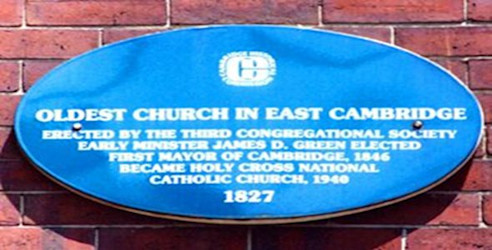 OLDEST CHURCH IN EAST CAMBRIDGE
ERECTED BY THE THIRD CONGREGATIONAL SOCIETY
EARLY MINISTER JAMES D. GREEN ELECTED
FIRST MAYOR OF CAMBRIDGE, 1846
BECAME HOLY CROSS NATIONAL
CATHOLIC CHURCH, 1940
1827